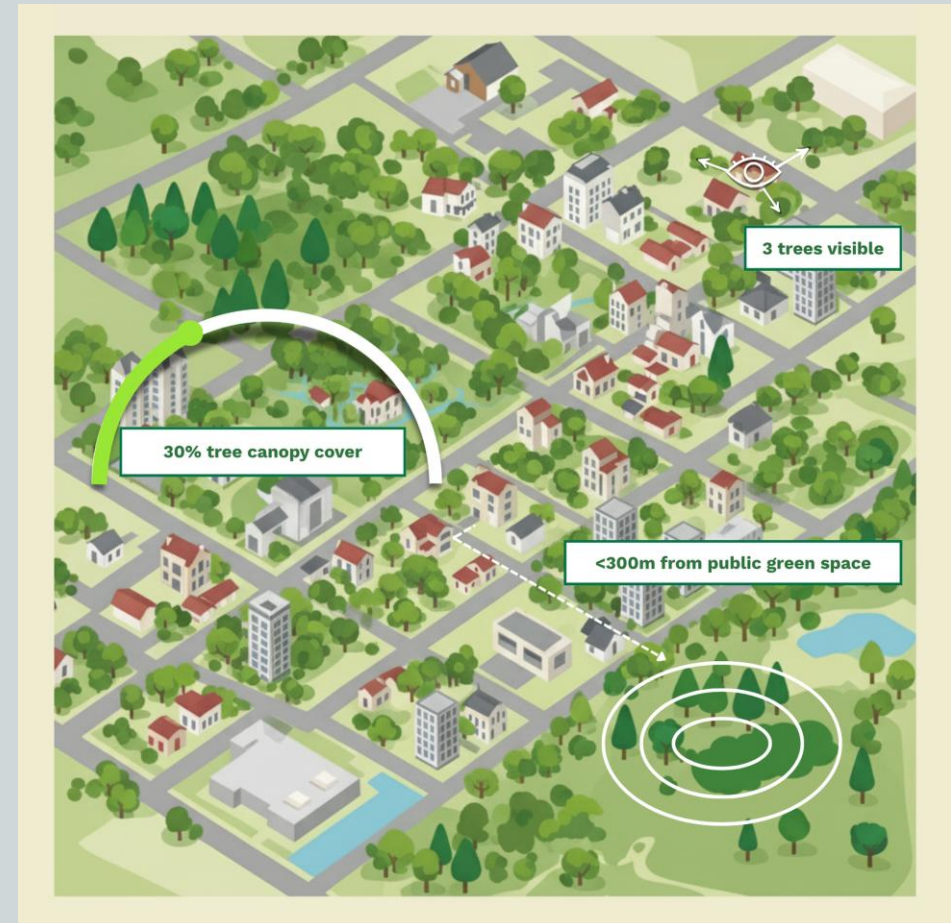 3 trees visible
30% tree canopy cover
<300m from public green space